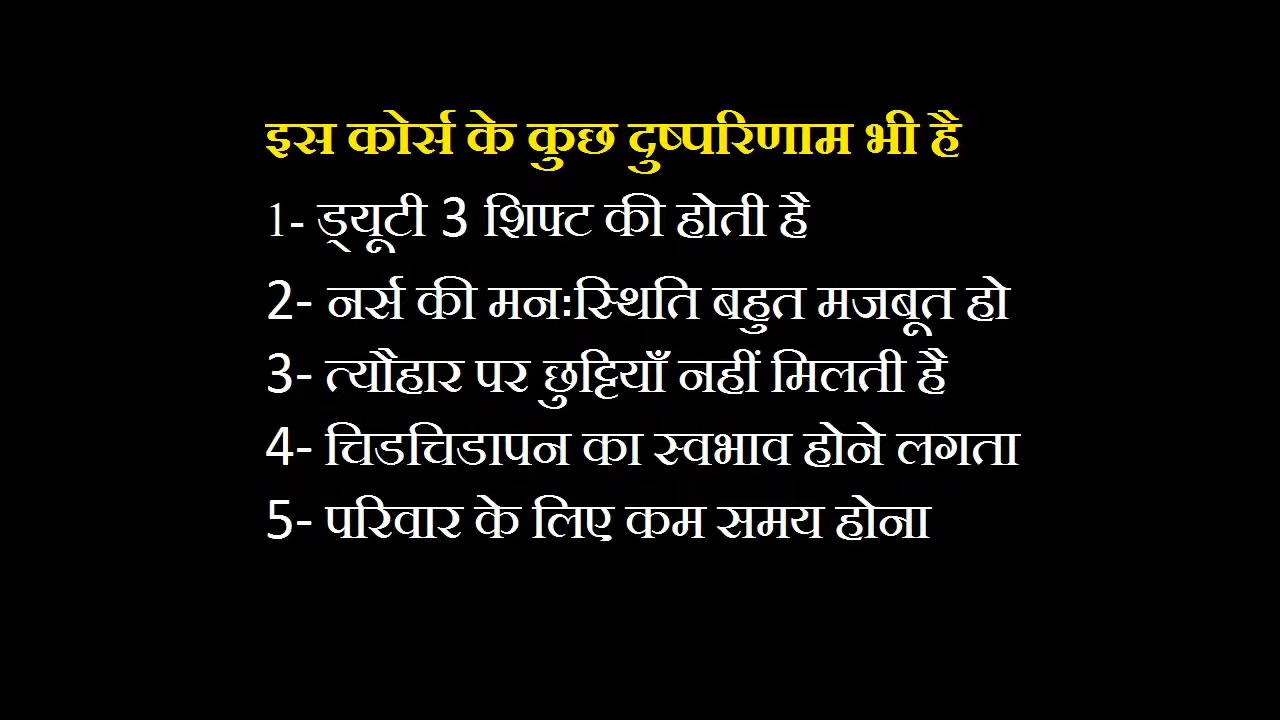 इस कोर्स के कुछ दुष्परिणाम भी है
1- ड्यूटी 3 शिफ्ट की होती है
2- नर्स की मनःस्थिति बहुत मजबूत हो
3- त्यौहार पर छुट्टियाँ नहीं मिलती है
4- चिडचिडापन का स्वभाव होने लगता
5- परिवार के लिए कम समय होना